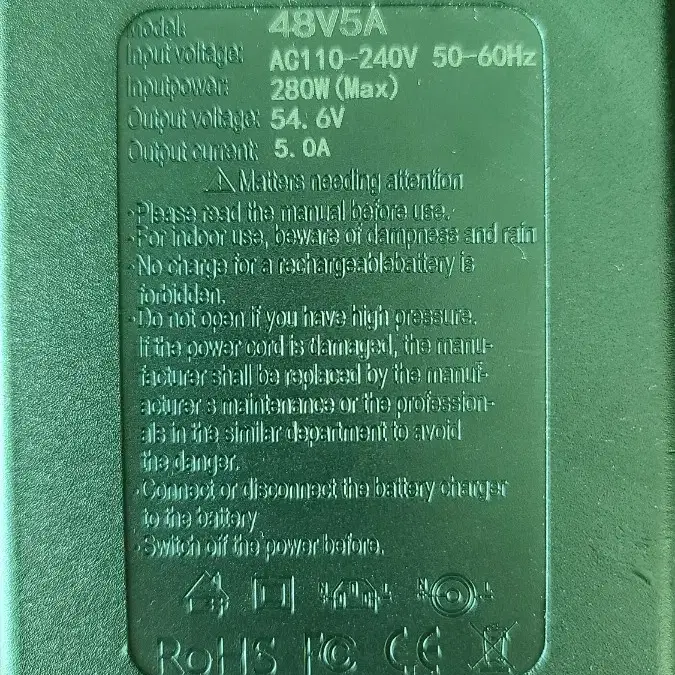 Model: 48V5A
Input voltage: AC110-240V 50-60Hz
Inputpower: 280W(Max)
Output voltage: 54.6V
Output current: 5.0A
Matters needing attention
·Please read the manual before use.
·For indoor use, beware of dampness and rain
·No charge for a rechargeablebattery is
forbidden.
·Do not open if you have high pressure.
If the power cord is damaged, the manu-
facturer shall be replaced by the manuf-
acturer s maintenance or the profession-
als in the similar department to avoid
the danger.
·Connect or disconnect the battery charger
to the battery
·Switch off the power before.
N L N L
RoHS FC CE